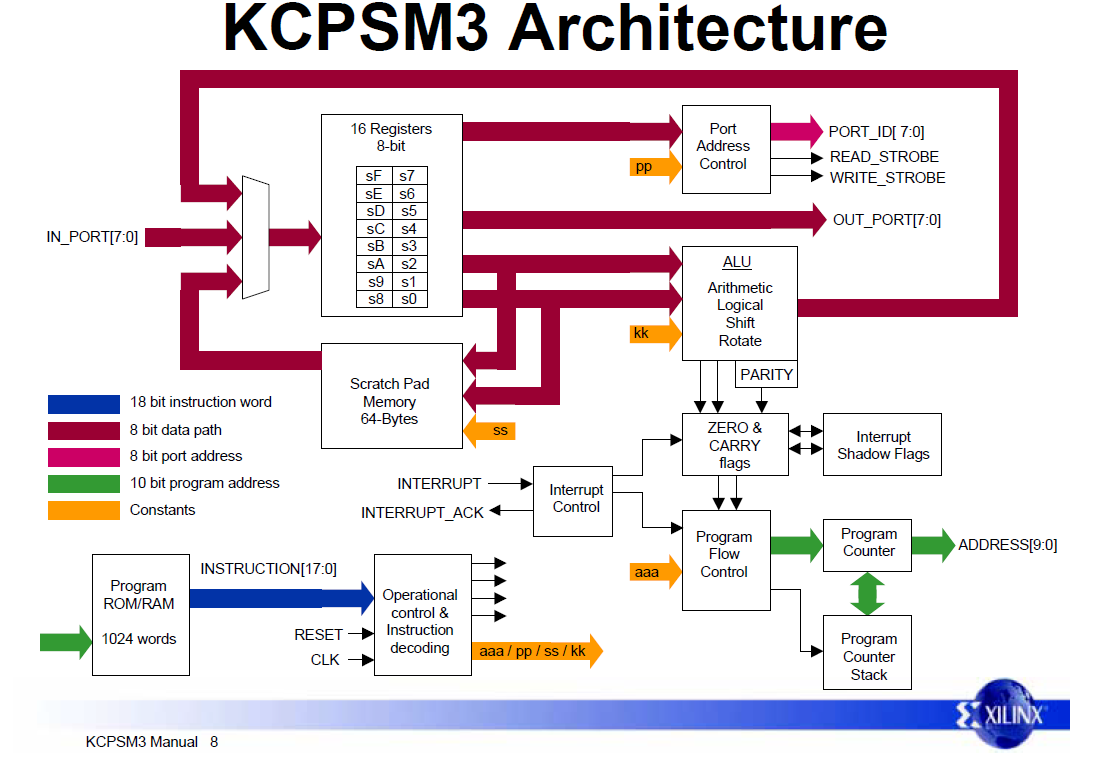 KCPSM3 Architecture
16 Registers
8-bit
sF s7
sE s6
sD s5
sC s4
sB s3
sA s2
s9 s1
s8 s0
Port
Address
Control
pp
PORT_ID[ 7:0]
READ_STROBE
WRITE_STROBE
IN_PORT[7:0]
OUT_PORT[7:0]
ALU
Arithmetic
Logical
Shift
Rotate
kk
PARITY
Scratch Pad
Memory
64-Bytes
ss
18 bit instruction word
8 bit data path
8 bit port address
10 bit program address
Constants
ZERO &
CARRY
flags
Interrupt
Shadow Flags
INTERRUPT
INTERRUPT_ACK
Interrupt
Control
Program
Flow
Control
aaa
Program
Counter
ADDRESS[9:0]
Program
Counter
Stack
Program
ROM/RAM
1024 words
INSTRUCTION[17:0]
RESET
CLK
Operational
control &
Instruction
decoding
aaa / pp / ss / kk
XILINX®
KCPSM3 Manual 8